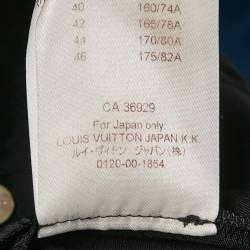 40 160/74A
42 165/78A
44 170/80A
46 175/82A
CA 36929
For Japan only:
LOUIS VUITTON JAPAN K.K.
ルイ・ヴィトン・ジャパン(株)
0120-00-1854